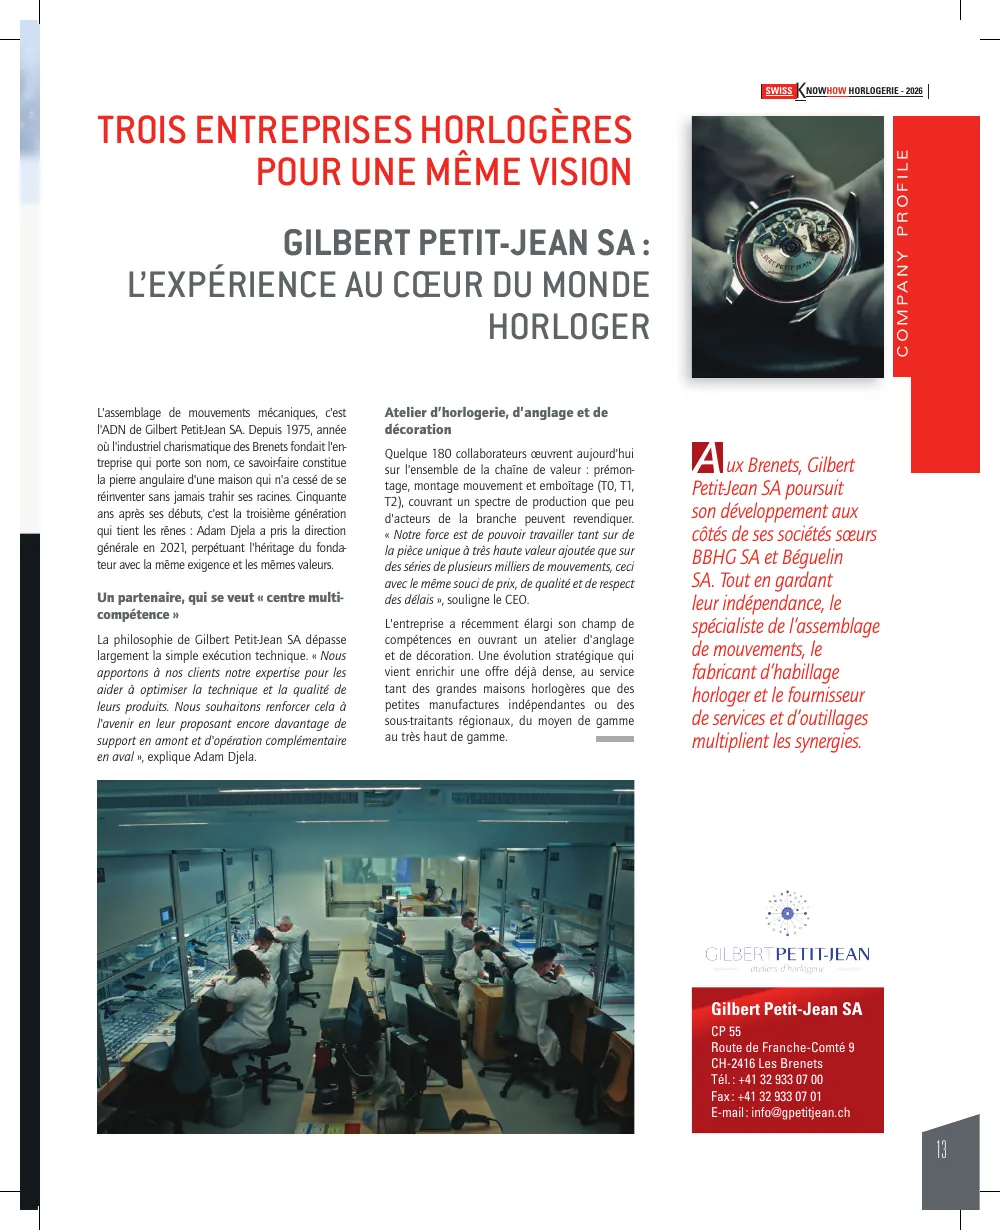 SWISS KNOWHOW HORLOGERIE - 2026
TROIS ENTREPRISES HORLOGÈRES
POUR UNE MÊME VISION
GILBERT PETIT-JEAN SA :
L’EXPÉRIENCE AU CŒUR DU MONDE
HORLOGER
GILBERT PETIT-JEAN SA
COMPANY PROFILE
L'assemblage de mouvements mécaniques, c'est
l'ADN de Gilbert Petit-Jean SA. Depuis 1975, année
où l'industriel charismatique des Brenets fondait l'en-
treprise qui porte son nom, ce savoir-faire constitue
la pierre angulaire d'une maison qui n'a cessé de se
réinventer sans jamais trahir ses racines. Cinquante
ans après ses débuts, c'est la troisième génération
qui tient les rênes : Adam Djela a pris la direction
générale en 2021, perpétuant l'héritage du fonda-
teur avec la même exigence et les mêmes valeurs.
Un partenaire, qui se veut « centre multi-
compétence »
La philosophie de Gilbert Petit-Jean SA dépasse
largement la simple exécution technique. « Nous
apportons à nos clients notre expertise pour les
aider à optimiser la technique et la qualité de
leurs produits. Nous souhaitons renforcer cela à
l'avenir en leur proposant encore davantage de
support en amont et d'opération complémentaire
en aval », explique Adam Djela.
Atelier d’horlogerie, d’anglage et de
décoration
Quelque 180 collaborateurs œuvrent aujourd'hui
sur l'ensemble de la chaîne de valeur : prémon-
tage, montage mouvement et emboîtage (T0, T1,
T2), couvrant un spectre de production que peu
d'acteurs de la branche peuvent revendiquer.
« Notre force est de pouvoir travailler tant sur de
la pièce unique à très haute valeur ajoutée que sur
des séries de plusieurs milliers de mouvements, ceci
avec le même souci de prix, de qualité et de respect
des délais », souligne le CEO.
L'entreprise a récemment élargi son champ de
compétences en ouvrant un atelier d'anglage
et de décoration. Une évolution stratégique qui
vient enrichir une offre déjà dense, au service
tant des grandes maisons horlogères que des
petites manufactures indépendantes ou des
sous-traitants régionaux, du moyen de gamme
au très haut de gamme.
Aux Brenets, Gilbert
Petit-Jean SA poursuit
son développement aux
côtés de ses sociétés sœurs
BBHG SA et Béguelin
SA. Tout en gardant
leur indépendance, le
spécialiste de l’assemblage
de mouvements, le
fabricant d’habillage
horloger et le fournisseur
de services et d’outillages
multiplient les synergies.
GILBERT PETIT-JEAN
ateliers d'horlogerie
Gilbert Petit-Jean SA
CP 55
Route de Franche-Comté 9
CH-2416 Les Brenets
Tél. : +41 32 933 07 00
Fax : +41 32 933 07 01
E-mail : info@gpetitjean.ch
13